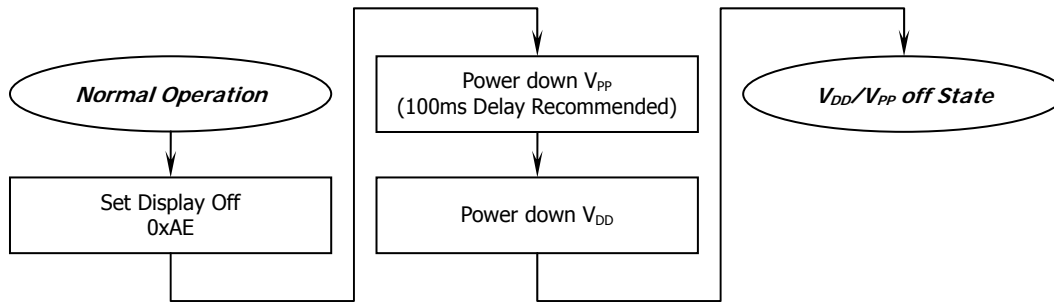 Normal Operation
Set Display Off
0xAE
Power down VPP
(100ms Delay Recommended)
Power down VDD
VDD/VPP off State